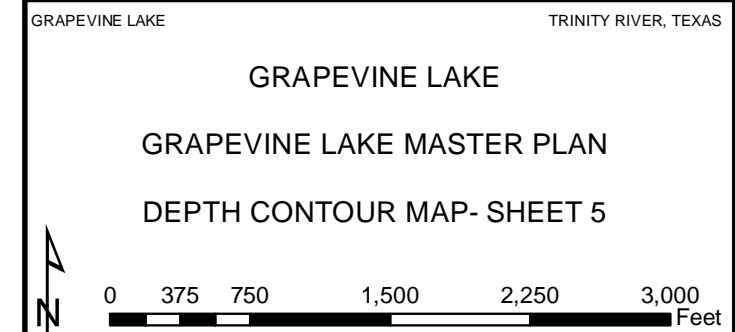 GRAPEVINE LAKE TRINITY RIVER, TEXAS
GRAPEVINE LAKE
GRAPEVINE LAKE MASTER PLAN
DEPTH CONTOUR MAP- SHEET 5
0 375 750 1,500 2,250 3,000
N Feet